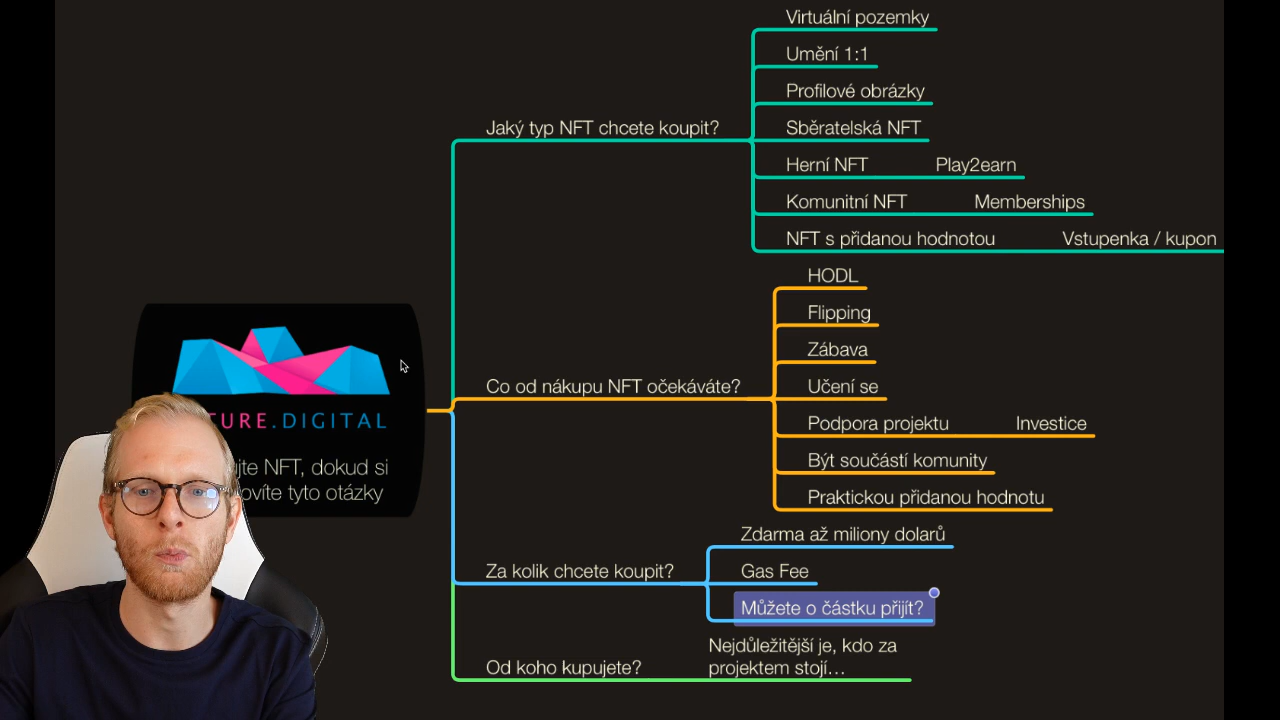 Virtuální pozemky
Umění 1:1
Profilové obrázky
Jaký typ NFT chcete koupit?
Sběratelská NFT
Herní NFT Play2earn
Komunitní NFT Memberships
NFT s přidanou hodnotou Vstupenka / kupon
HODL
Flipping
Zábava
Co od nákupu NFT očekáváte?
Učení se
Podpora projektu Investice
Být součástí komunity
Praktickou přidanou hodnotu
.DIGITAL
NFT, dokud si
tyto otázky
Zdarma až miliony dolarů
Za kolik chcete koupit?
Gas Fee
Můžete o částku přijít?
Od koho kupujete?
Nejdůležitější je, kdo za
projektem stojí...